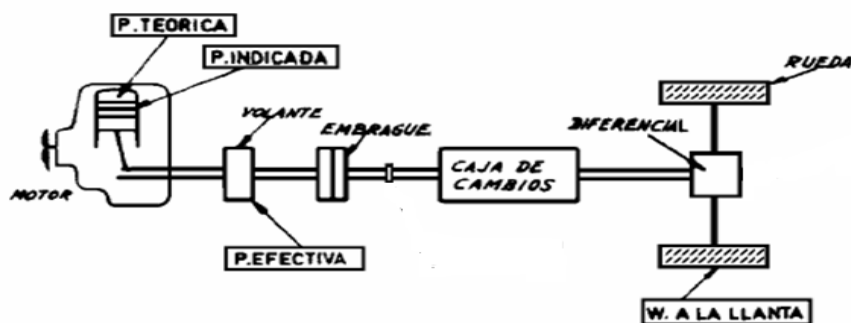 P. TEORICA
P. INDICADA
RUEDA
VOLANTE
EMBRAGUE
DIFERENCIAL
CAJA DE
CAMBIOS
MOTOR
P. EFECTIVA
W. A LA LLANTA